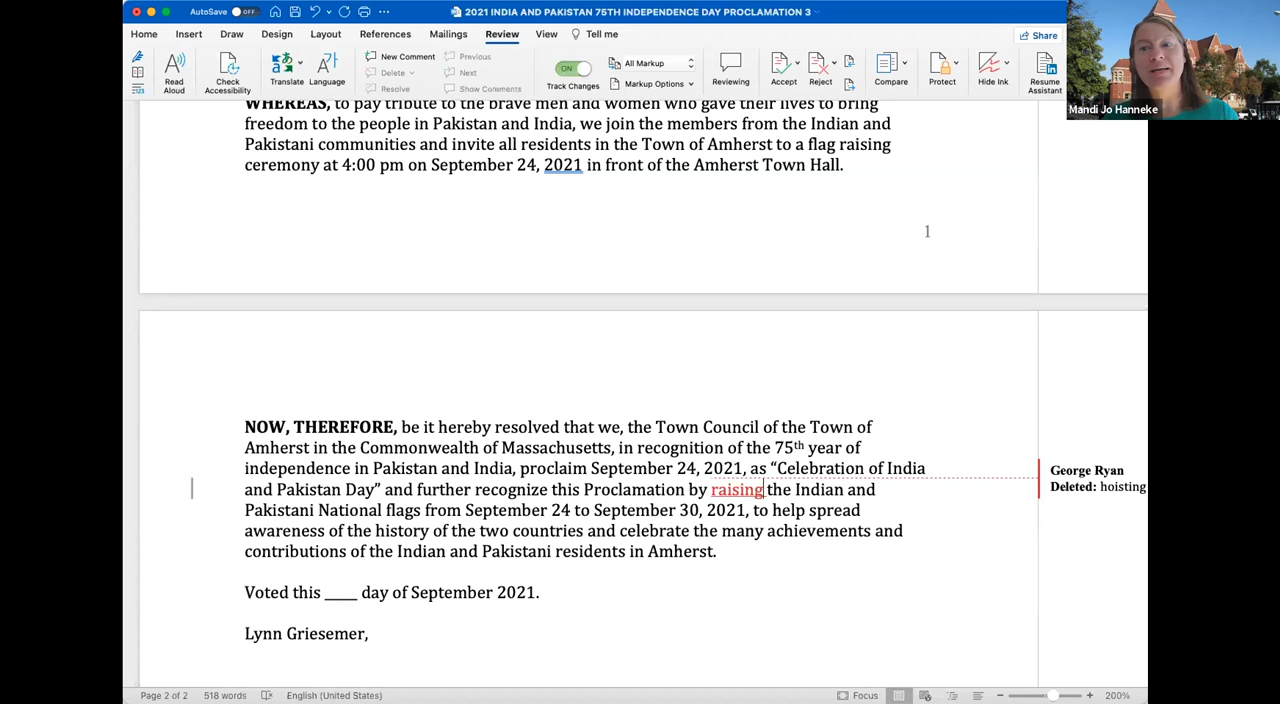 AutoSave OFF 2021 INDIA AND PAKISTAN 75TH INDEPENDENCE DAY PROCLAMATION 3
Home Insert Draw Design Layout References Mailings Review View Tell me Share
Read Aloud
Check Accessibility
Translate
Language
New Comment
Delete
Resolve
Previous
Next
Show Comments
ON
Track Changes
All Markup
Markup Options
Reviewing
Accept
Reject
Compare
Protect
Hide Ink
Resume Assistant
Mandi Jo Hanneke
WHEREAS, to pay tribute to the brave men and women who gave their lives to bring
freedom to the people in Pakistan and India, we join the members from the Indian and
Pakistani communities and invite all residents in the Town of Amherst to a flag raising
ceremony at 4:00 pm on September 24, 2021 in front of the Amherst Town Hall.
1
NOW, THEREFORE, be it hereby resolved that we, the Town Council of the Town of
Amherst in the Commonwealth of Massachusetts, in recognition of the 75th year of
independence in Pakistan and India, proclaim September 24, 2021, as “Celebration of India
and Pakistan Day” and further recognize this Proclamation by raising the Indian and
Pakistani National flags from September 24 to September 30, 2021, to help spread
awareness of the history of the two countries and celebrate the many achievements and
contributions of the Indian and Pakistani residents in Amherst.
George Ryan
Deleted: hoisting
Voted this ____ day of September 2021.
Lynn Griesemer,
Page 2 of 2 518 words English (United States) Focus 200%